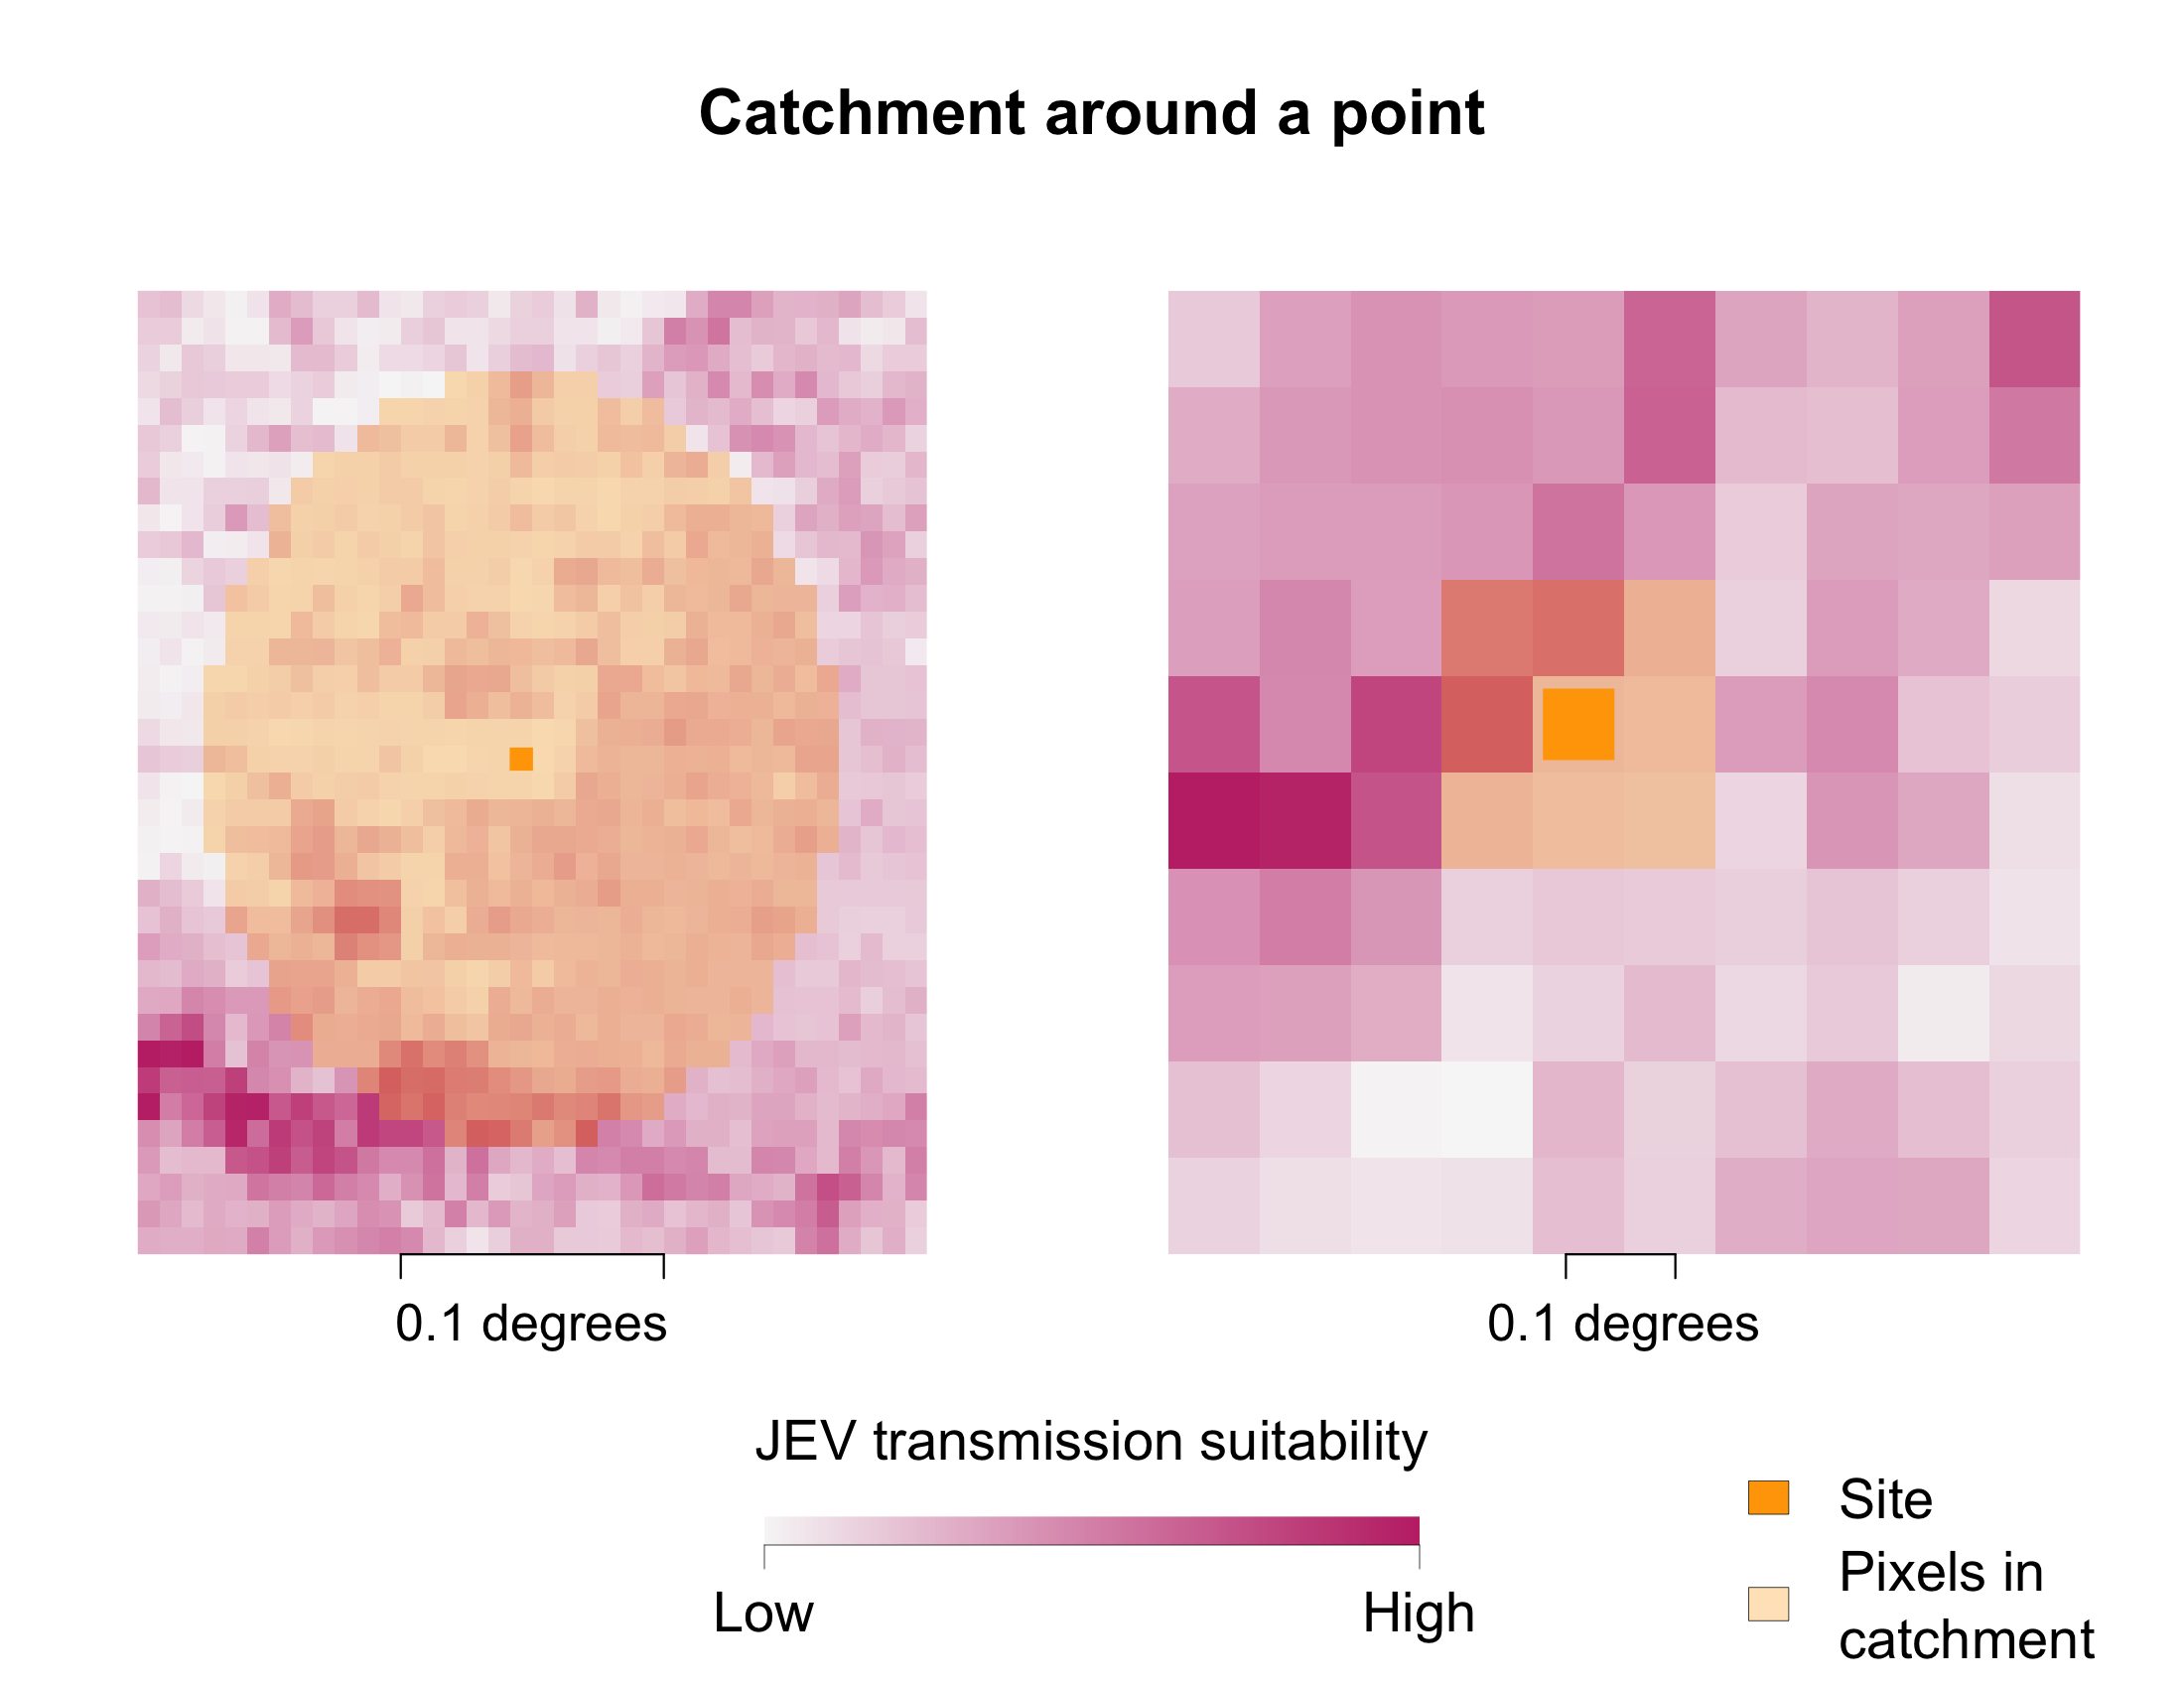 Catchment around a point
0.1 degrees
0.1 degrees
JEV transmission suitability
Low
High
Site
Pixels in
catchment